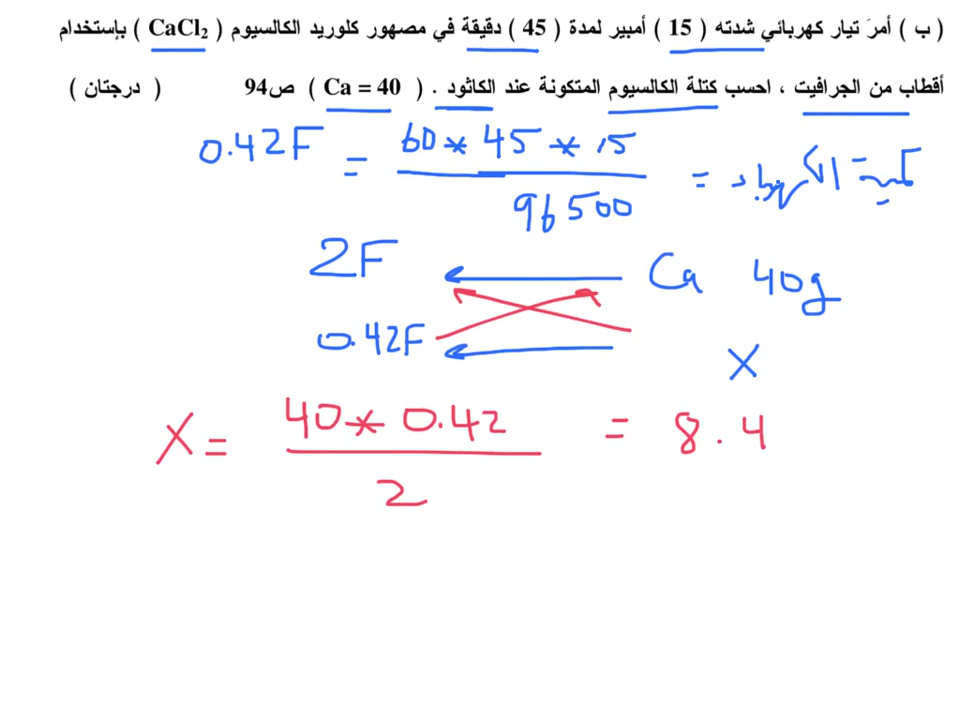 ( ب ) أمرَ تيار كهربائي شدته ( 15 ) أمبير لمدة ( 45 ) دقيقة في مصهور كلوريد الكالسيوم ( CaCl₂ ) بإستخدام
أقطاب من الجرافيت ، احسب كتلة الكالسيوم المتكونة عند الكاثود . ( Ca = 40 ) ص94 ( درجتان )
كمية الكهرباء = 15 * 45 * 60 / 96500 = 0.42F
Ca 40g ← 2F
X ← 0.42F
X = 40 * 0.42 / 2 = 8.4